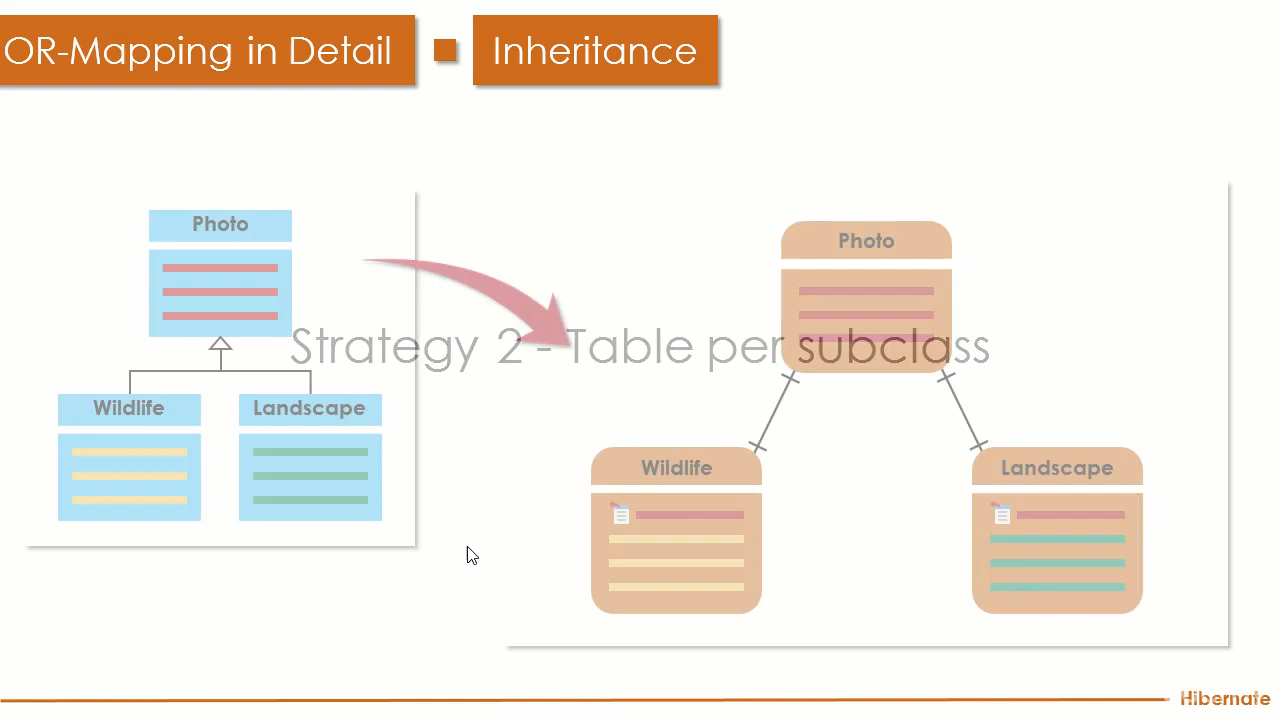 OR-Mapping in Detail
Inheritance
Photo
Wildlife
Landscape
Strategy 2 - Table per subclass
Photo
Wildlife
Landscape
Hibernate